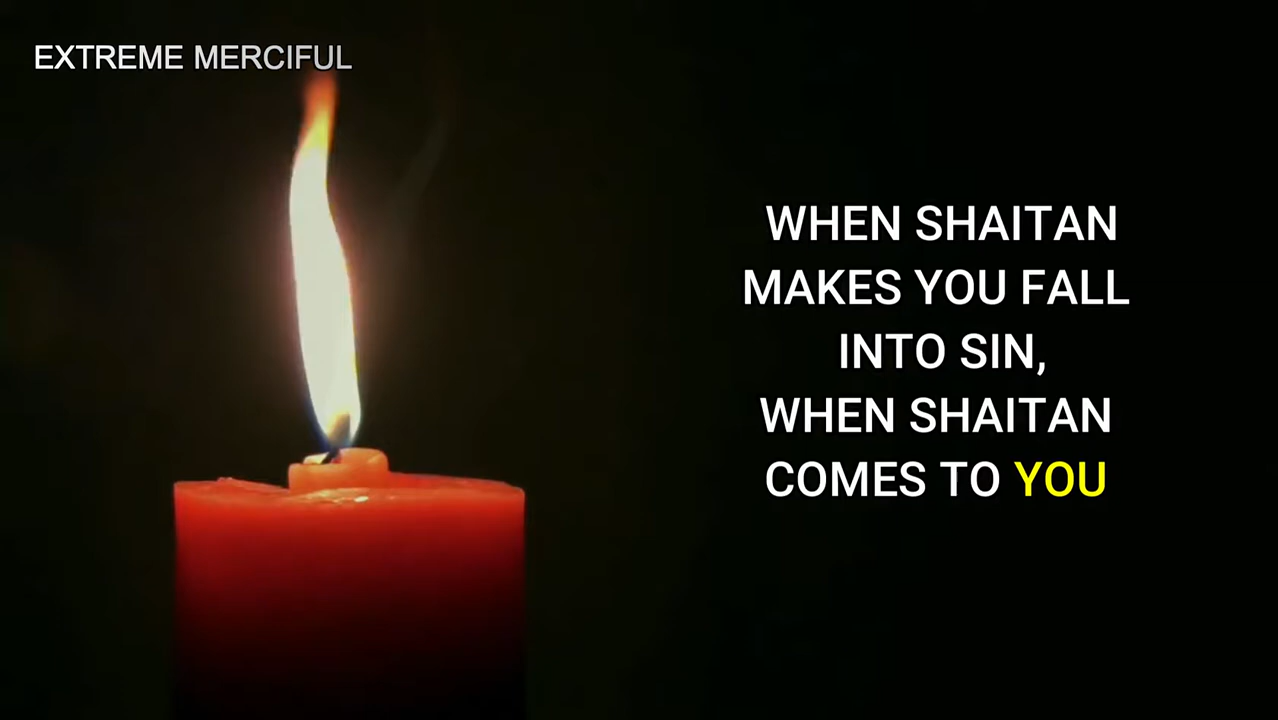 EXTREME MERCIFUL
WHEN SHAITAN
MAKES YOU FALL
INTO SIN,
WHEN SHAITAN
COMES TO YOU